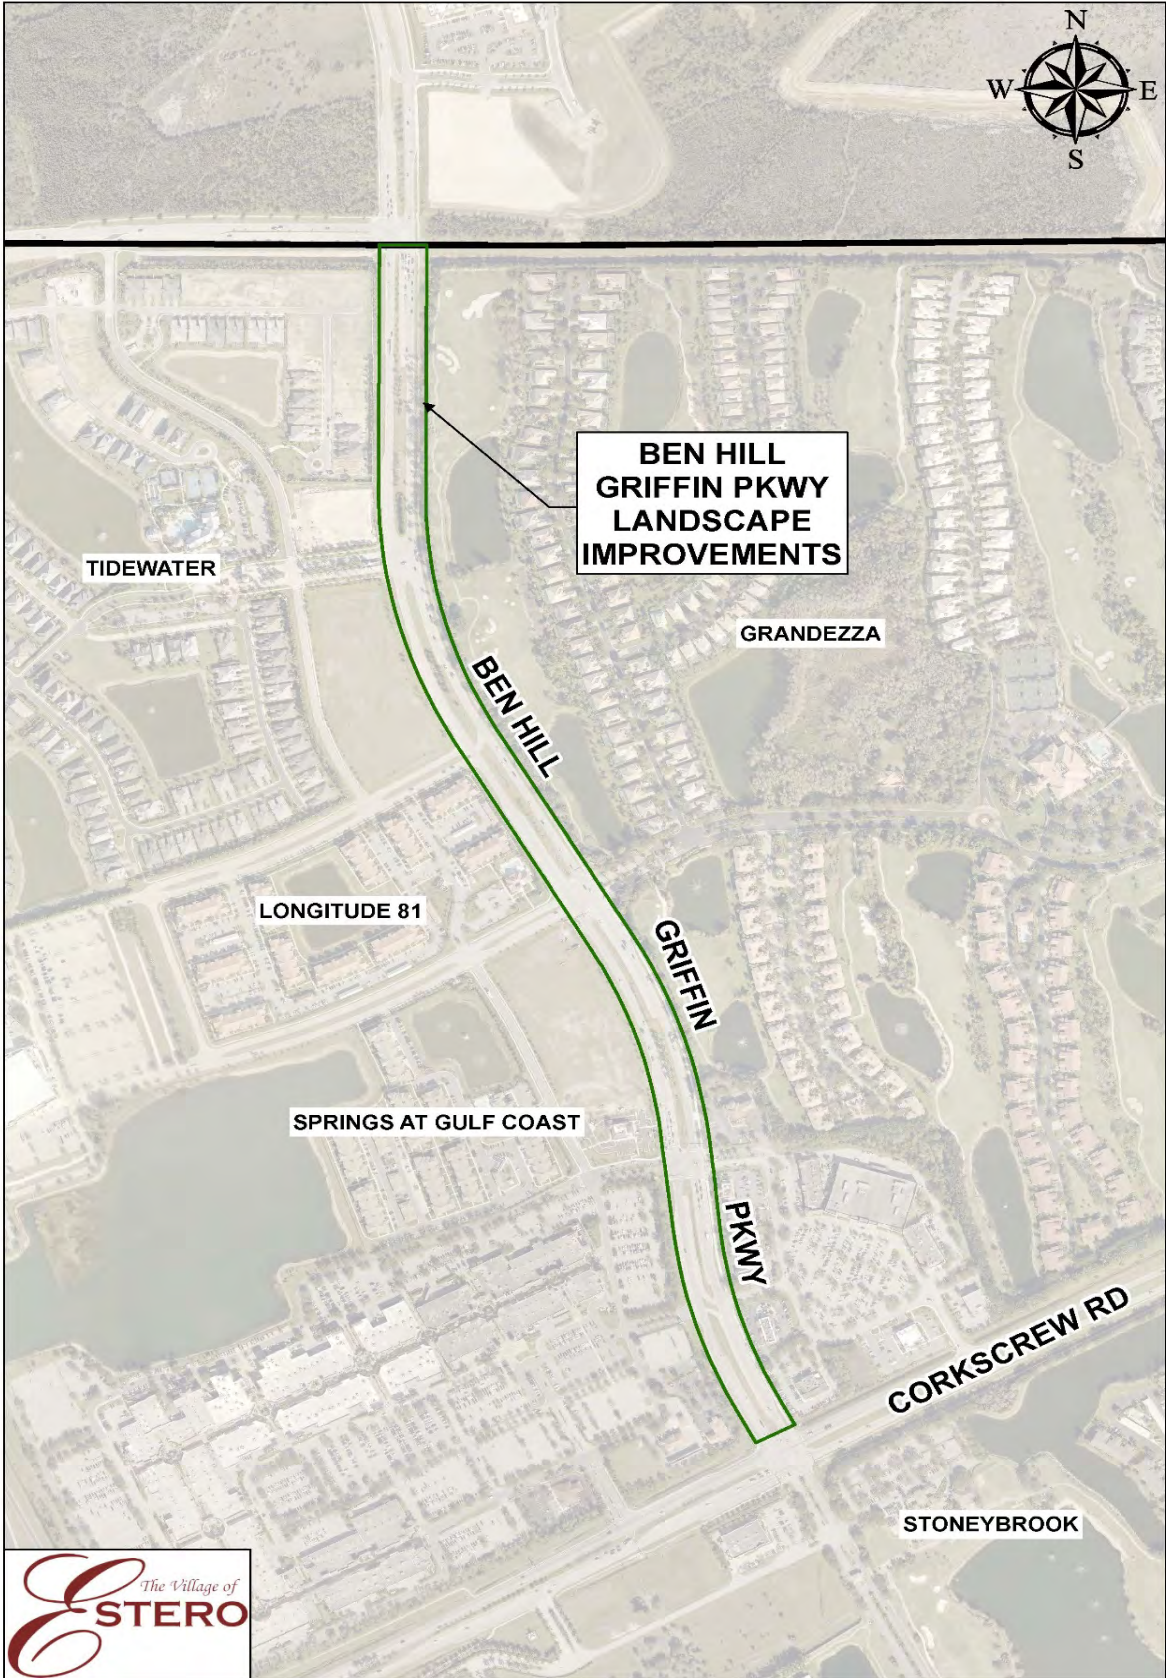 N
W E
S
BEN HILL
GRIFFIN PKWY
LANDSCAPE
IMPROVEMENTS
TIDEWATER
GRANDEZZA
BEN HILL
LONGITUDE 81
GRIFFIN
SPRINGS AT GULF COAST
PKWY
CORKSCREW RD
STONEYBROOK
The Village of
ESTERO